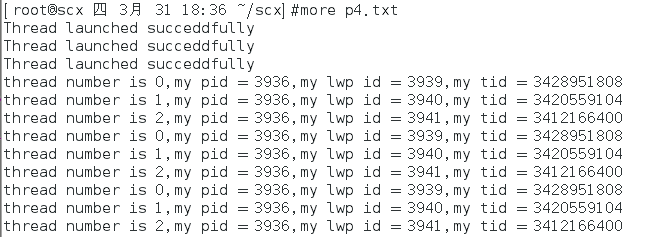 [root@scx 四 3月 31 18:36 ~/scx]#more p4.txt
Thread launched succeddfully
Thread launched succeddfully
Thread launched succeddfully
thread number is 0,my pid = 3936,my lwp id = 3939,my tid = 3428951808
thread number is 1,my pid = 3936,my lwp id = 3940,my tid = 3420559104
thread number is 2,my pid = 3936,my lwp id = 3941,my tid = 3412166400
thread number is 0,my pid = 3936,my lwp id = 3939,my tid = 3428951808
thread number is 1,my pid = 3936,my lwp id = 3940,my tid = 3420559104
thread number is 2,my pid = 3936,my lwp id = 3941,my tid = 3412166400
thread number is 0,my pid = 3936,my lwp id = 3939,my tid = 3428951808
thread number is 1,my pid = 3936,my lwp id = 3940,my tid = 3420559104
thread number is 2,my pid = 3936,my lwp id = 3941,my tid = 3412166400